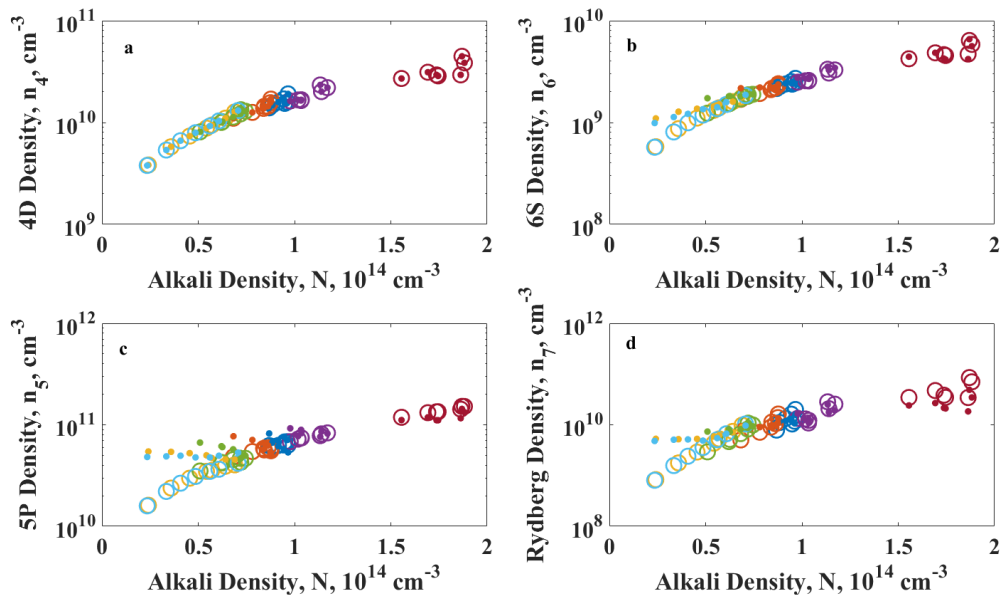 a
4D Density, n4, cm-3
10^11
10^10
10^9
0 0.5 1 1.5 2
Alkali Density, N, 10^14 cm-3
b
6S Density, n6, cm-3
10^10
10^9
10^8
0 0.5 1 1.5 2
Alkali Density, N, 10^14 cm-3
c
5P Density, n5, cm-3
10^12
10^11
10^10
0 0.5 1 1.5 2
Alkali Density, N, 10^14 cm-3
d
Rydberg Density, n7, cm-3
10^12
10^10
10^8
0 0.5 1 1.5 2
Alkali Density, N, 10^14 cm-3